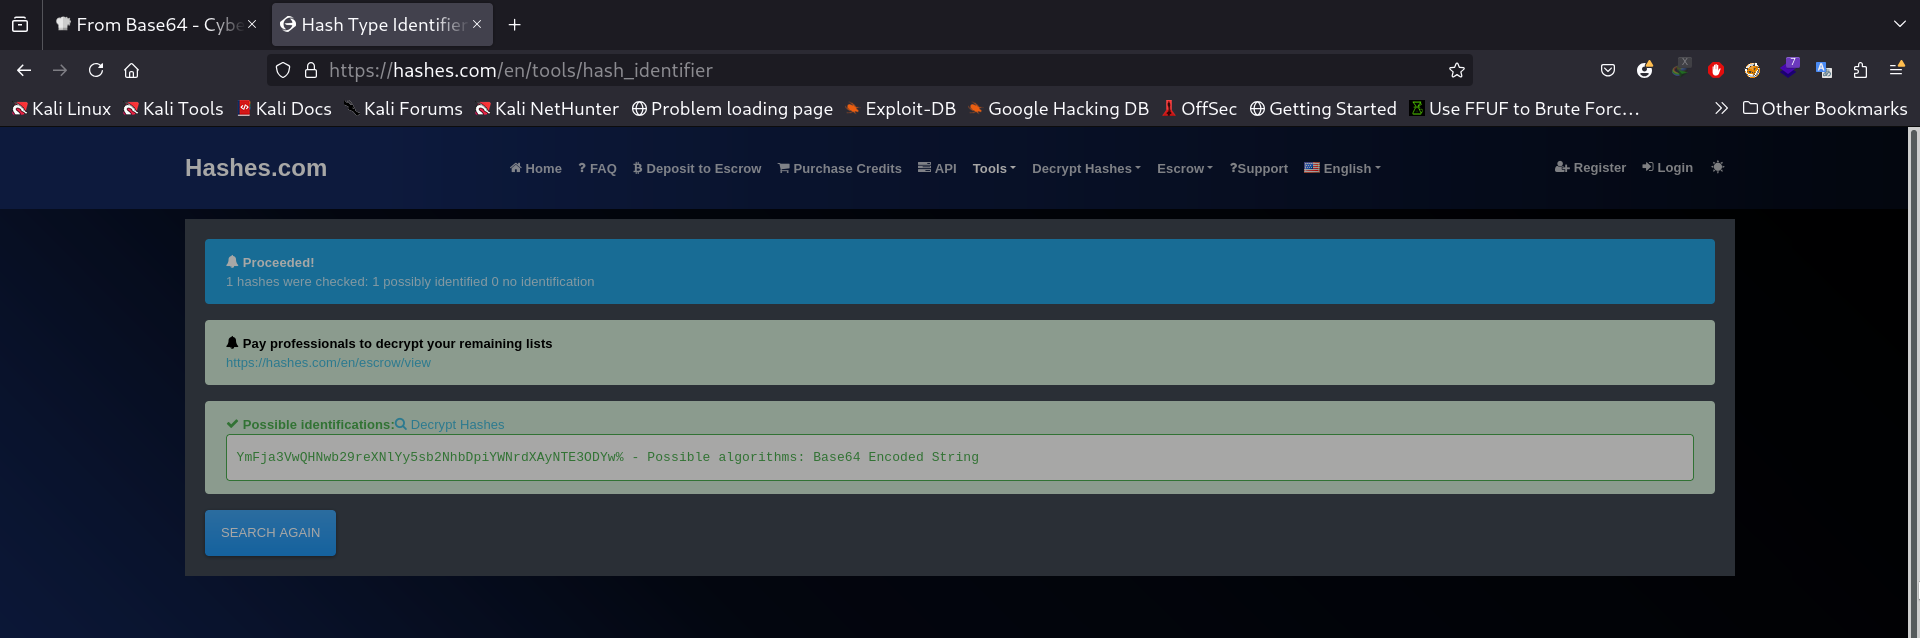 From Base64 - Cybe
Hash Type Identifier
https://hashes.com/en/tools/hash_identifier
X
7
Kali Linux Kali Tools Kali Docs Kali Forums Kali NetHunter Problem loading page Exploit-DB Google Hacking DB OffSec Getting Started Use FFUF to Brute Forc… Other Bookmarks
Hashes.com Home ? FAQ Deposit to Escrow Purchase Credits API Tools Decrypt Hashes Escrow ?Support English Register Login
Proceeded!
1 hashes were checked: 1 possibly identified 0 no identification
Pay professionals to decrypt your remaining lists
https://hashes.com/en/escrow/view
Possible identifications: Decrypt Hashes
YmFja3VwQHNwb29reXNlYy5sb2NhbDpiYWNrdXAyNTE3ODYw% - Possible algorithms: Base64 Encoded String
SEARCH AGAIN